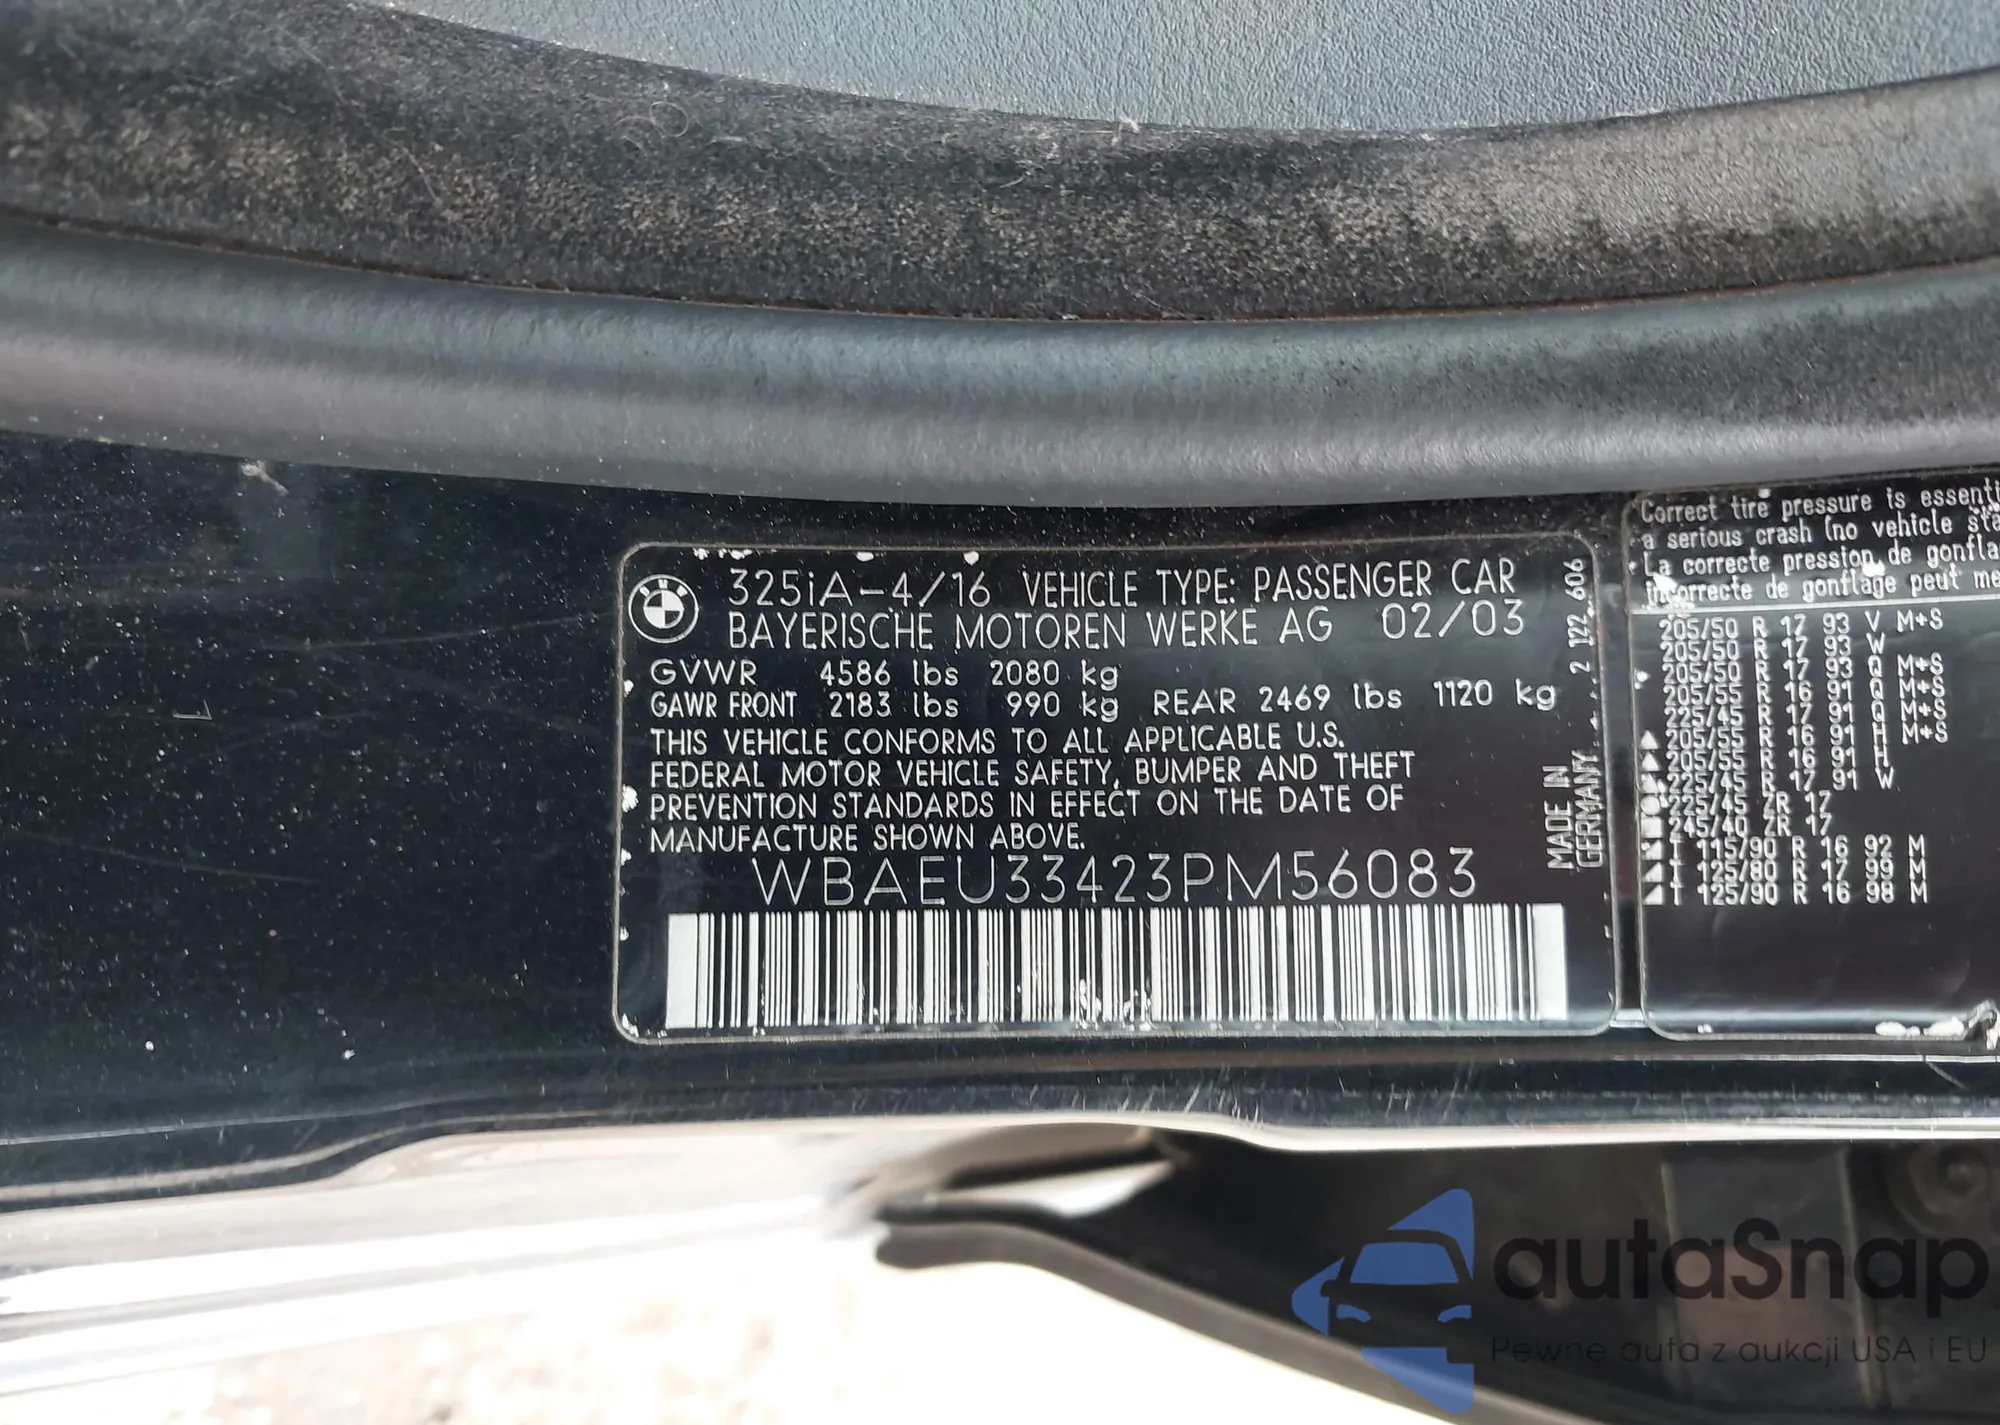 325iA-4/16 VEHICLE TYPE: PASSENGER CAR
BAYERISCHE MOTOREN WERKE AG 02/03
GVWR 4586 lbs 2080 kg
GAWR FRONT 2183 lbs 990 kg REAR 2469 lbs 1120 kg
THIS VEHICLE CONFORMS TO ALL APPLICABLE U.S.
FEDERAL MOTOR VEHICLE SAFETY, BUMPER AND THEFT
PREVENTION STANDARDS IN EFFECT ON THE DATE OF
MANUFACTURE SHOWN ABOVE.
WBAEU33423PM56083
MADE IN
GERMANY
2 122 606
Correct tire pressure is essenti
a serious crash (no vehicle sta
La correcte pression de gonfla
incorrecte de gonflage peut me
205/50 R 17 93 V M+S
205/50 R 17 93 W
205/50 R 17 93 Q M+S
205/55 R 16 91 Q M+S
225/45 R 17 91 Q M+S
205/55 R 16 91 H M+S
205/55 R 16 91 H
225/45 R 17 91 W
225/45 ZR 17
245/40 ZR 17
T 115/90 R 16 92 M
T 125/80 R 17 99 M
T 125/90 R 16 98 M
autaSnap
Pewne auta z aukcji USA i EU